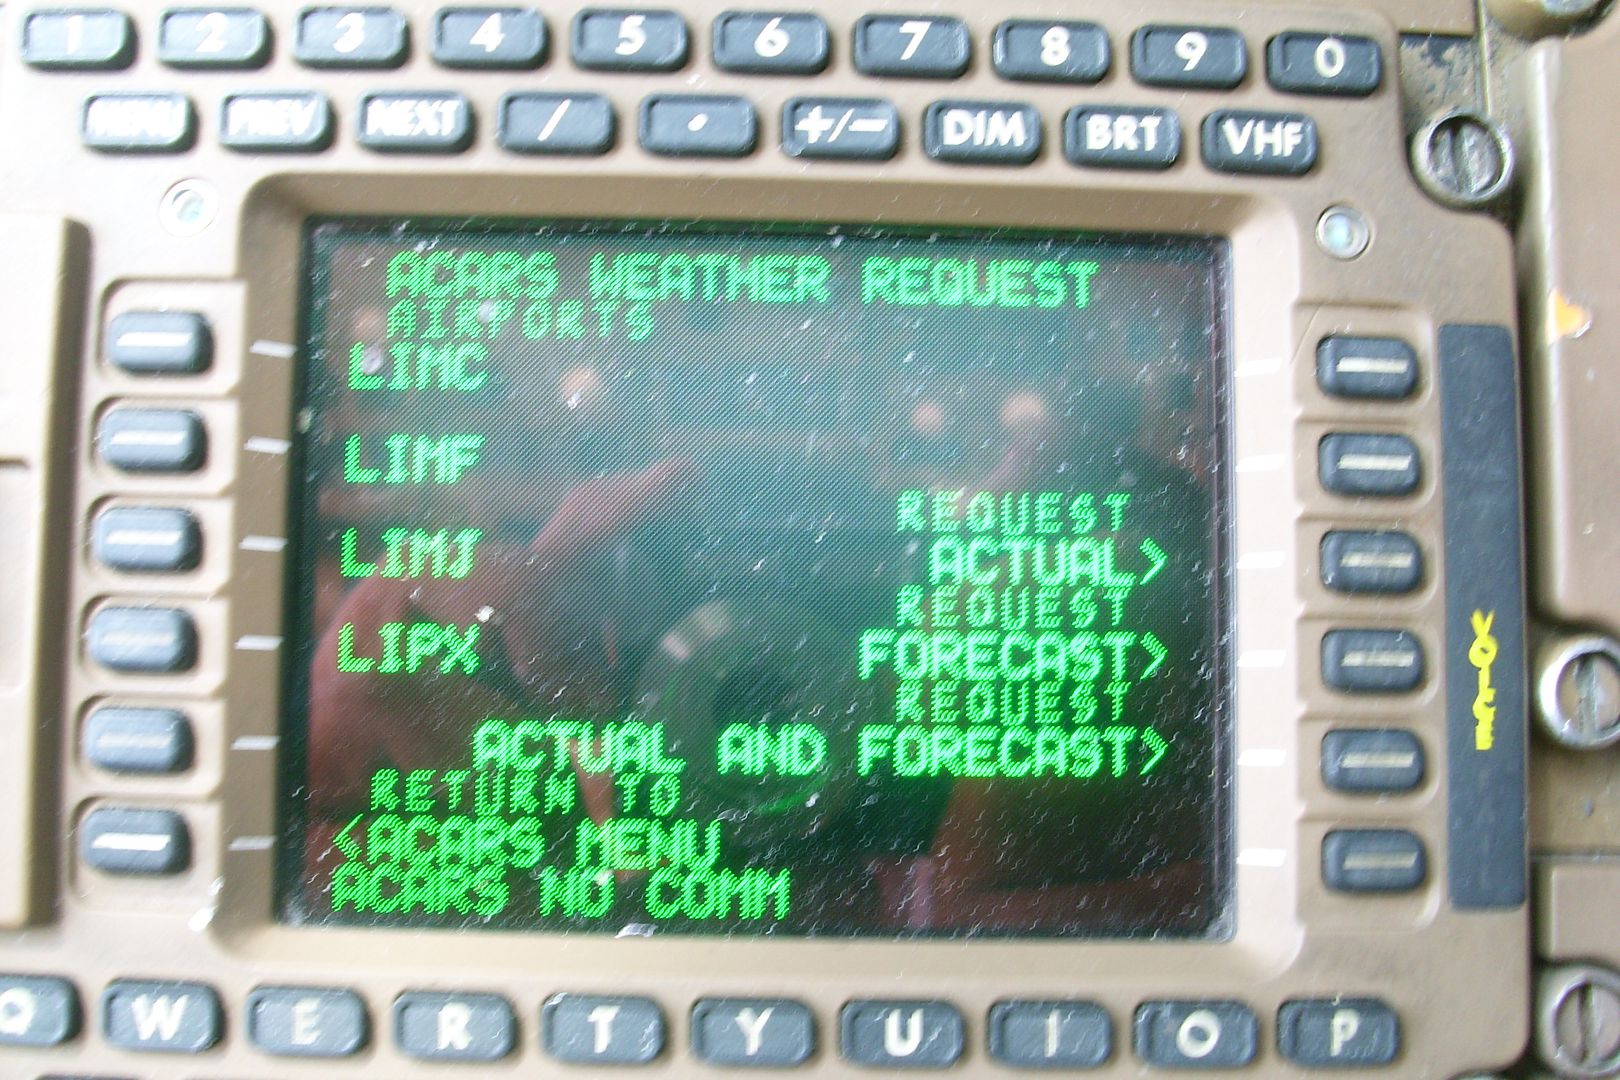 1 2 3 4 5 6 7 8 9 0
MENU PREV NEXT / • +/− DIM BRT VHF
ACARS WEATHER REQUEST
AIRPORTS
LIMC
LIMF
REQUEST
LIMJ ACTUAL>
REQUEST
LIPX FORECAST>
REQUEST
ACTUAL AND FORECAST>
RETURN TO
<ACARS MENU
ACARS NO COMM
Q W E R T Y U I O P